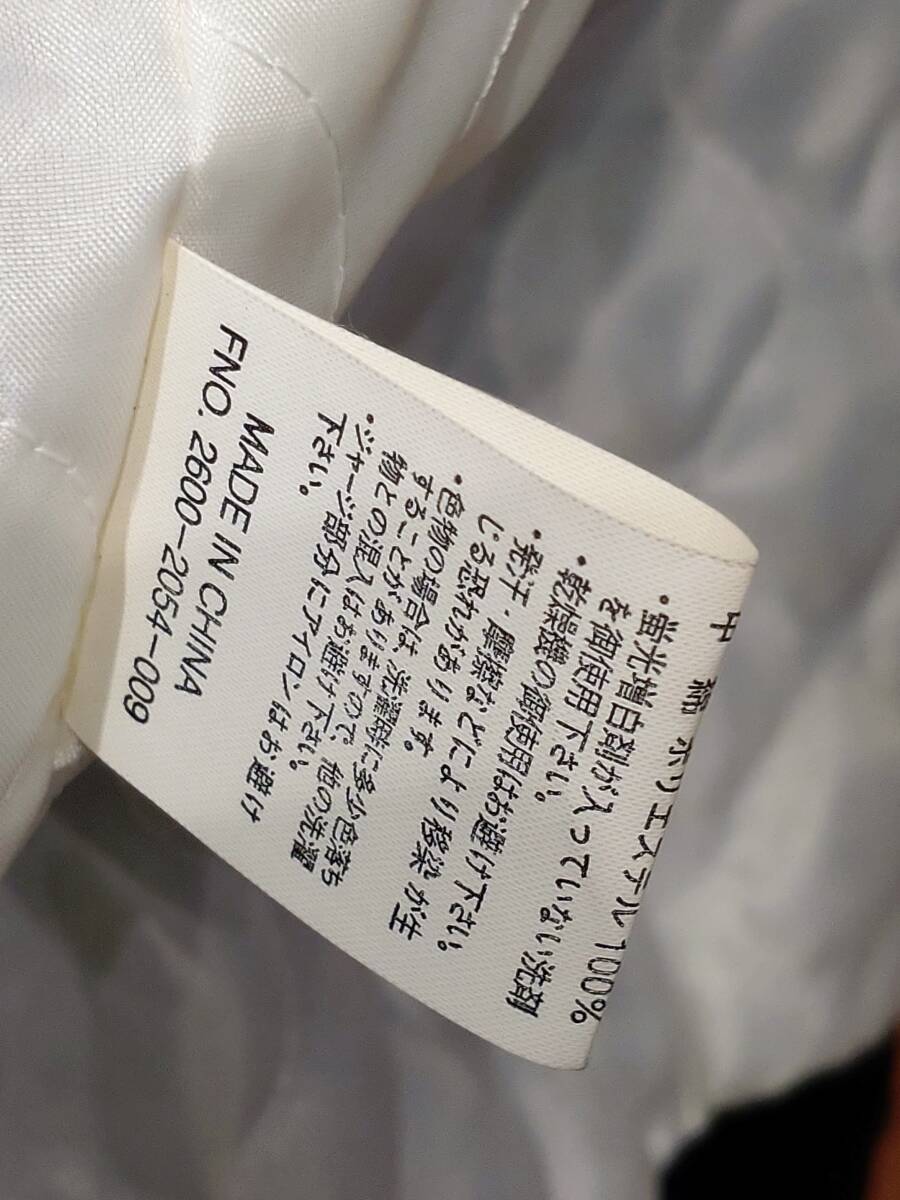 中　綿 ポリエステル100%
・蛍光増白剤が入っていない洗剤
を御使用下さい。
・乾燥機の御使用はお避け下さい。
・発汗・摩擦などにより移染が生
じる恐れがあります。
・色物の場合は、洗濯時に多少色落ち
することがありますので、他の洗濯
物との混入はお避け下さい。
・ジャージ部分にアイロンはお避け
下さい。
MADE IN CHINA
FNO. 2600-2054-009